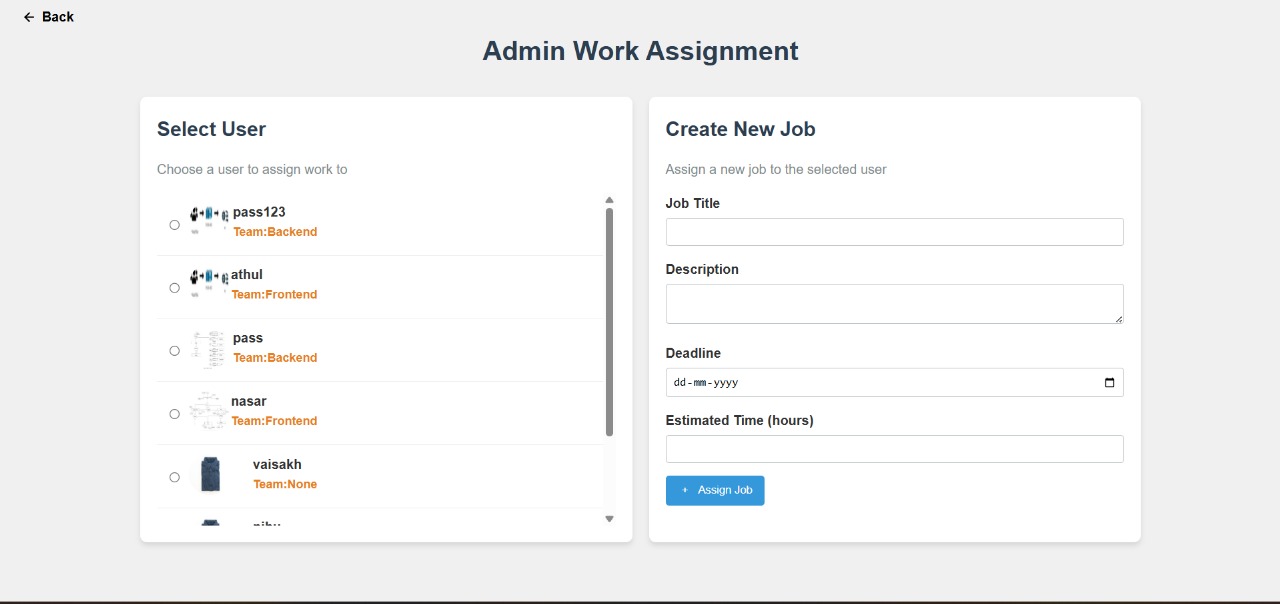 Back
Admin Work Assignment
Select User
Choose a user to assign work to
pass123
Team:Backend
athul
Team:Frontend
pass
Team:Backend
nasar
Team:Frontend
vaisakh
Team:None
Create New Job
Assign a new job to the selected user
Job Title
Description
Deadline
dd-mm-yyyy
Estimated Time (hours)
+ Assign Job